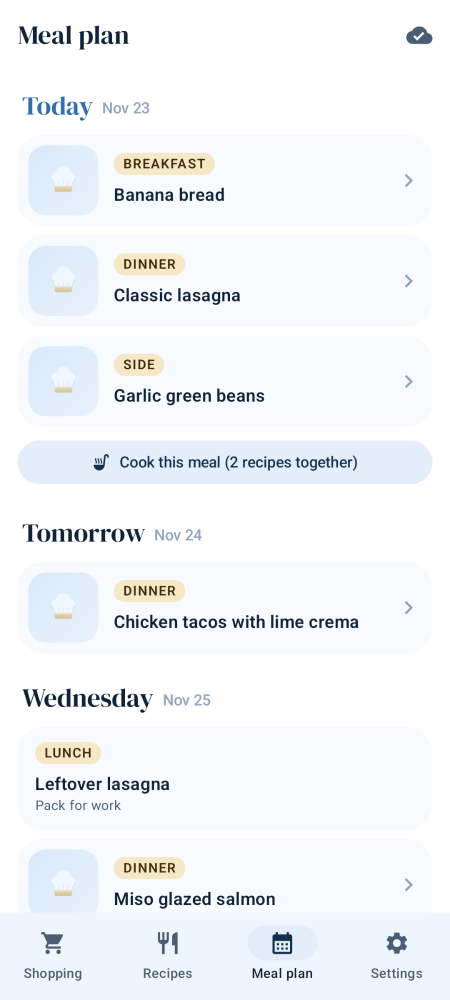 Meal plan
Today Nov 23
BREAKFAST
Banana bread
DINNER
Classic lasagna
SIDE
Garlic green beans
Cook this meal (2 recipes together)
Tomorrow Nov 24
DINNER
Chicken tacos with lime crema
Wednesday Nov 25
LUNCH
Leftover lasagna
Pack for work
DINNER
Miso glazed salmon
Shopping Recipes Meal plan Settings